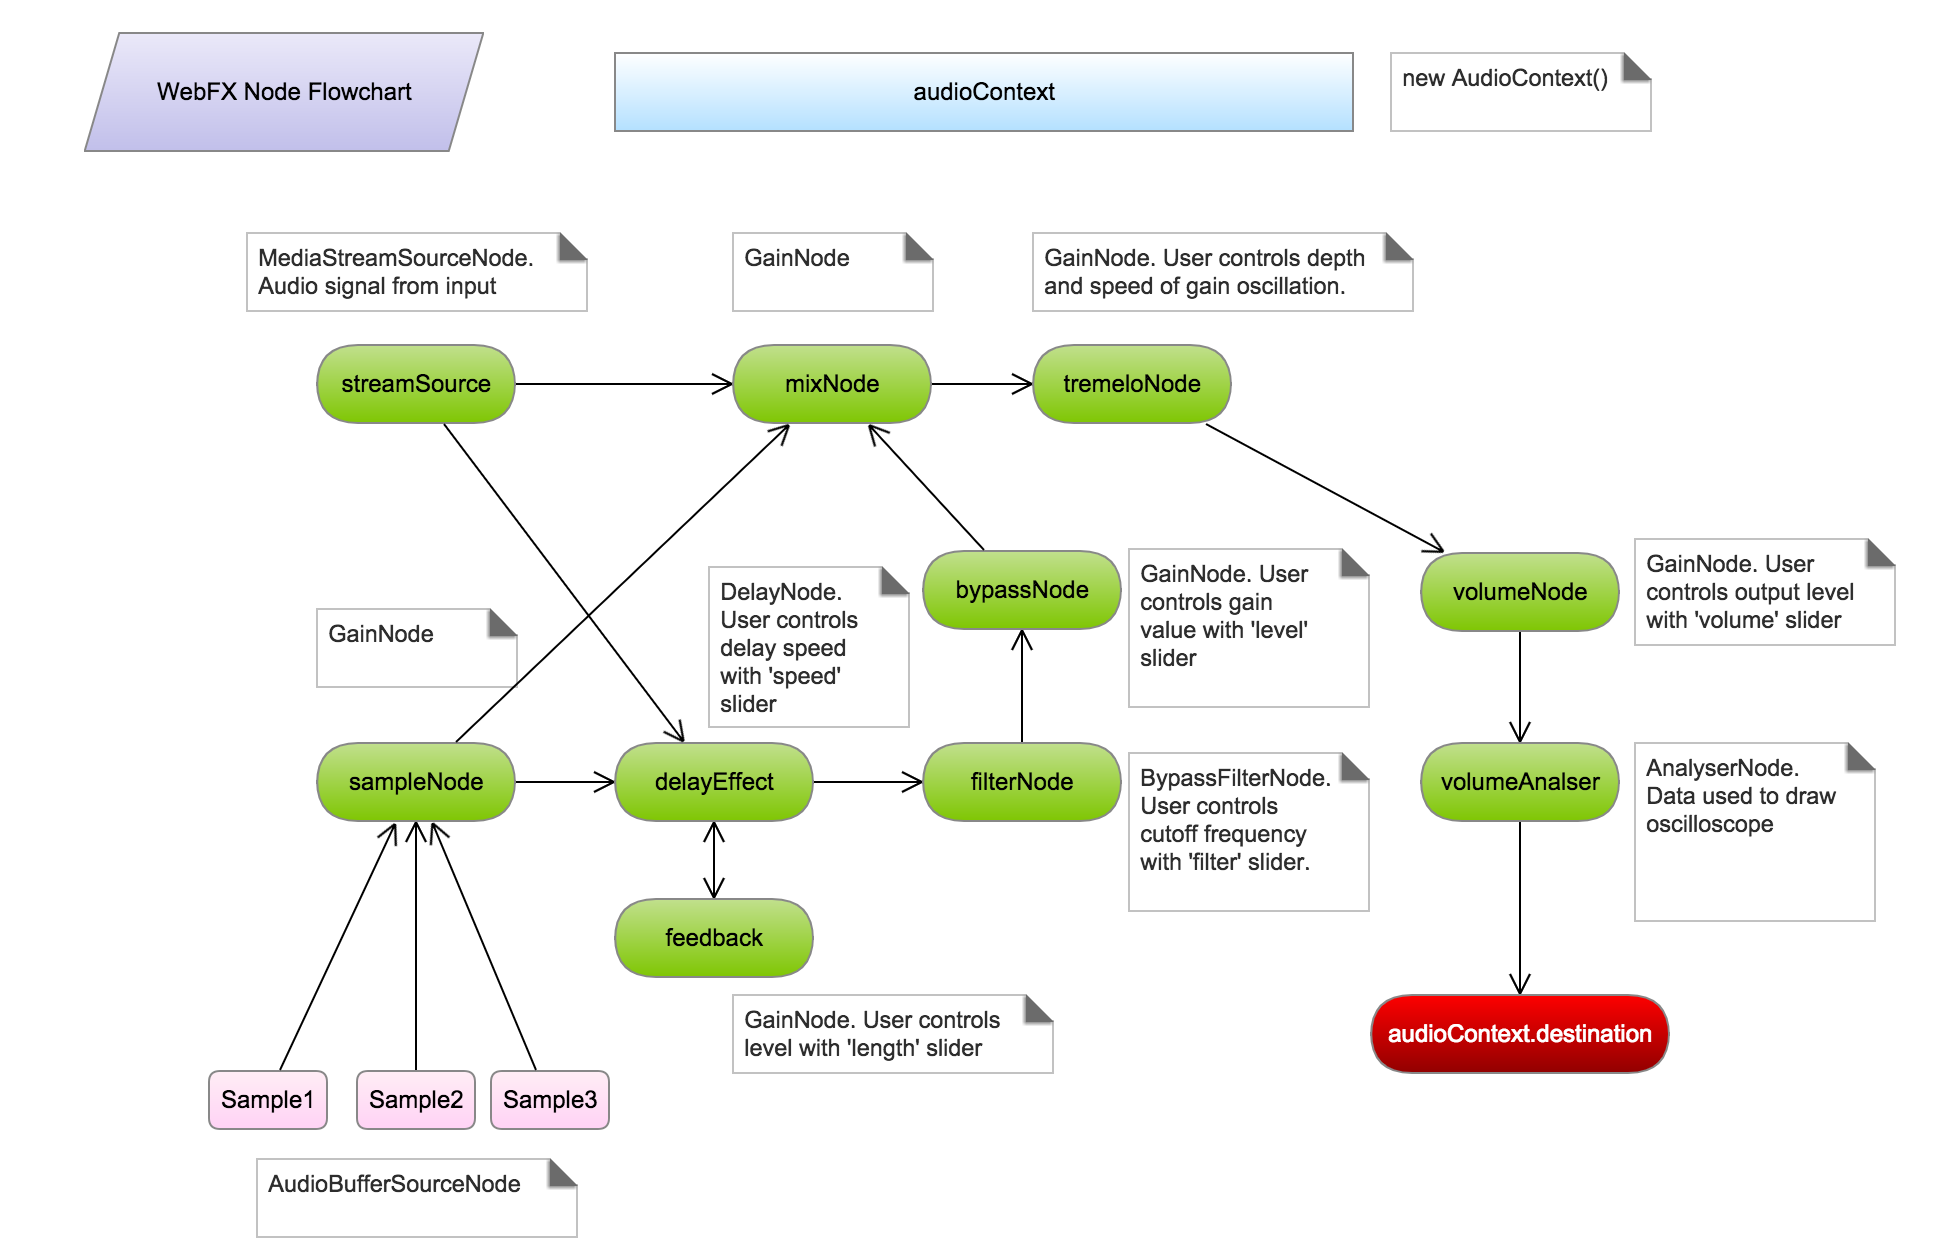 WebFX Node Flowchart
audioContext
new AudioContext()
MediaStreamSourceNode.
Audio signal from input
GainNode
GainNode. User controls depth
and speed of gain oscillation.
streamSource
mixNode
tremeloNode
GainNode
DelayNode.
User controls
delay speed
with 'speed'
slider
bypassNode
GainNode. User
controls gain
value with 'level'
slider
volumeNode
GainNode. User
controls output level
with 'volume' slider
sampleNode
delayEffect
filterNode
BypassFilterNode.
User controls
cutoff frequency
with 'filter' slider.
volumeAnalser
AnalyserNode.
Data used to draw
oscilloscope
feedback
GainNode. User controls
level with 'length' slider
audioContext.destination
Sample1
Sample2
Sample3
AudioBufferSourceNode